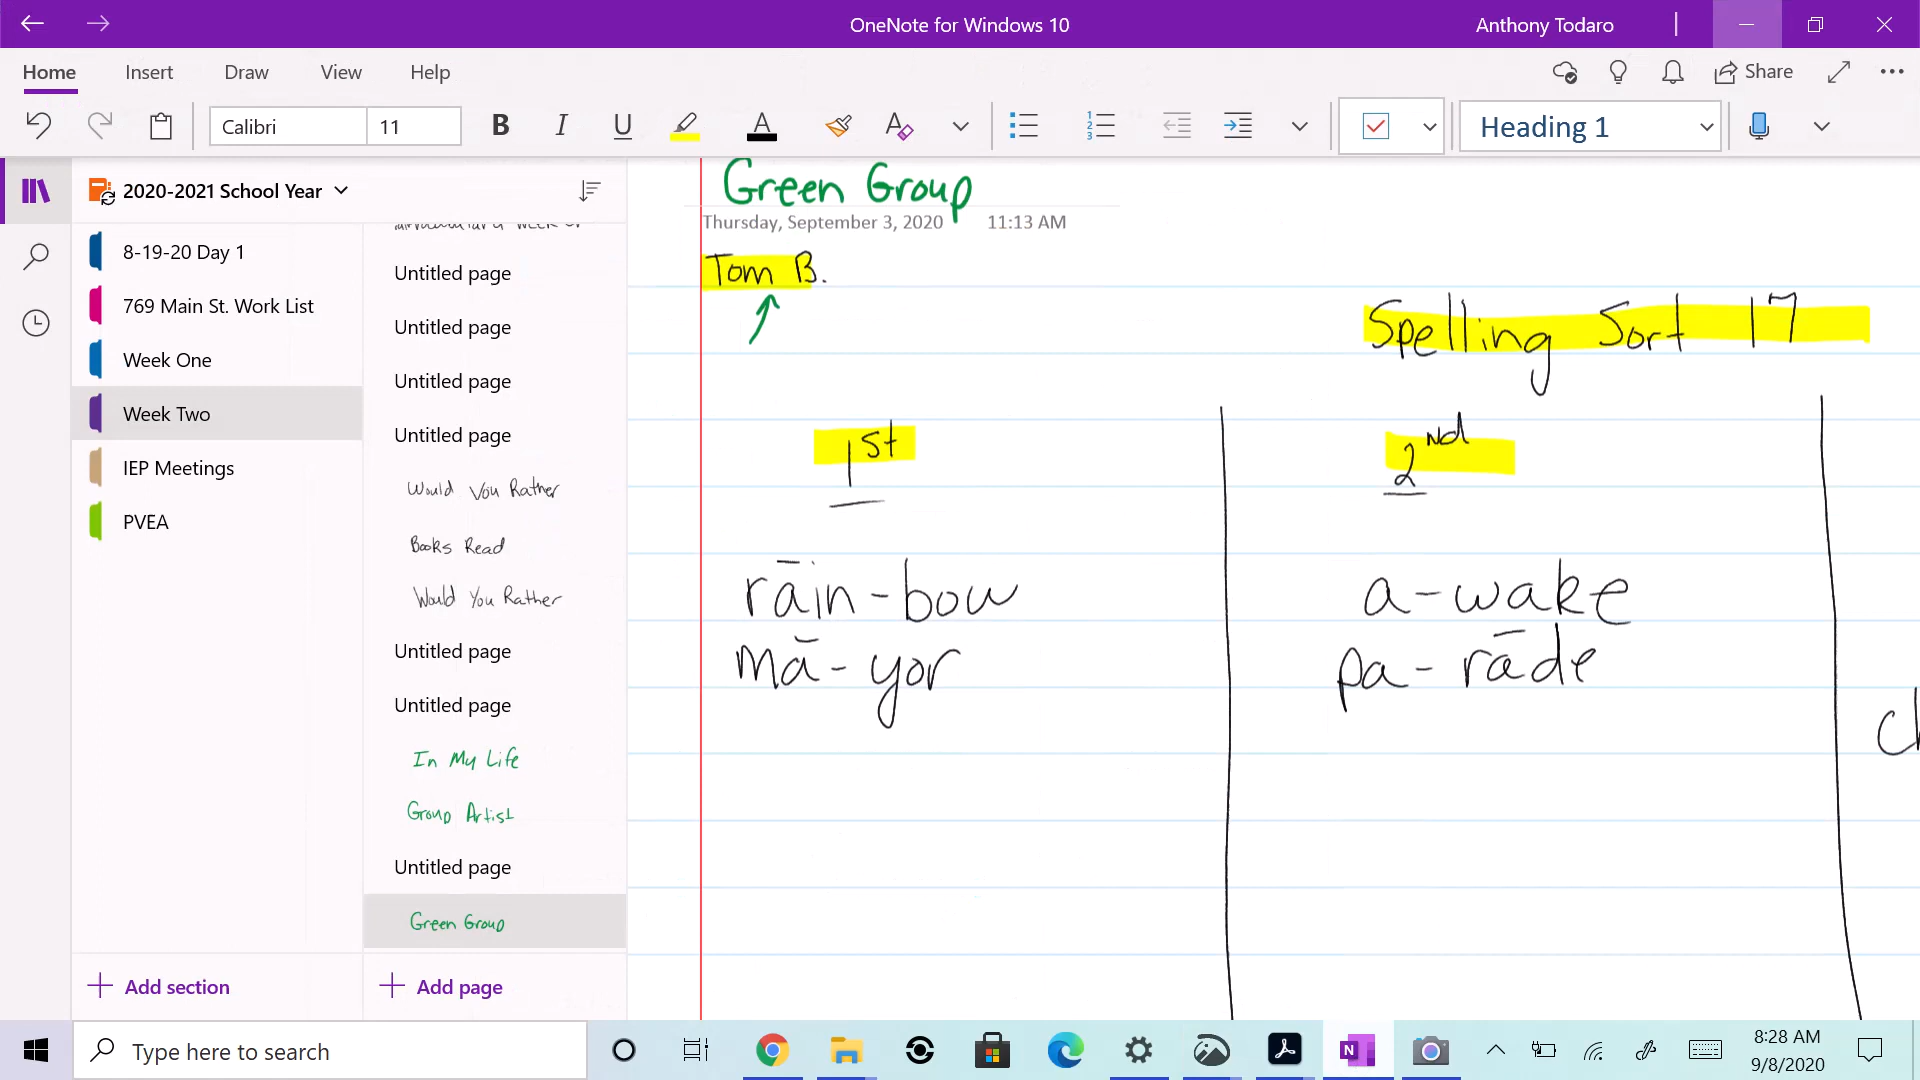 OneNote for Windows 10
Anthony Todaro
Home Insert Draw View Help
Share
Calibri 11 B I U A A Heading 1
2020-2021 School Year
8-19-20 Day 1
769 Main St. Work List
Week One
Week Two
IEP Meetings
PVEA
Untitled page
Untitled page
Untitled page
Untitled page
Would You Rather
Books Read
Would You Rather
Untitled page
Untitled page
In My Life
Group Artist
Untitled page
Green Group
Add section
Add page
Green Group
Thursday, September 3, 2020 11:13 AM
Tom B.
Spelling Sort 17
1st 2nd
rāin-bow a-wake
mā-yor pa-rāde
Type here to search
8:28 AM
9/8/2020